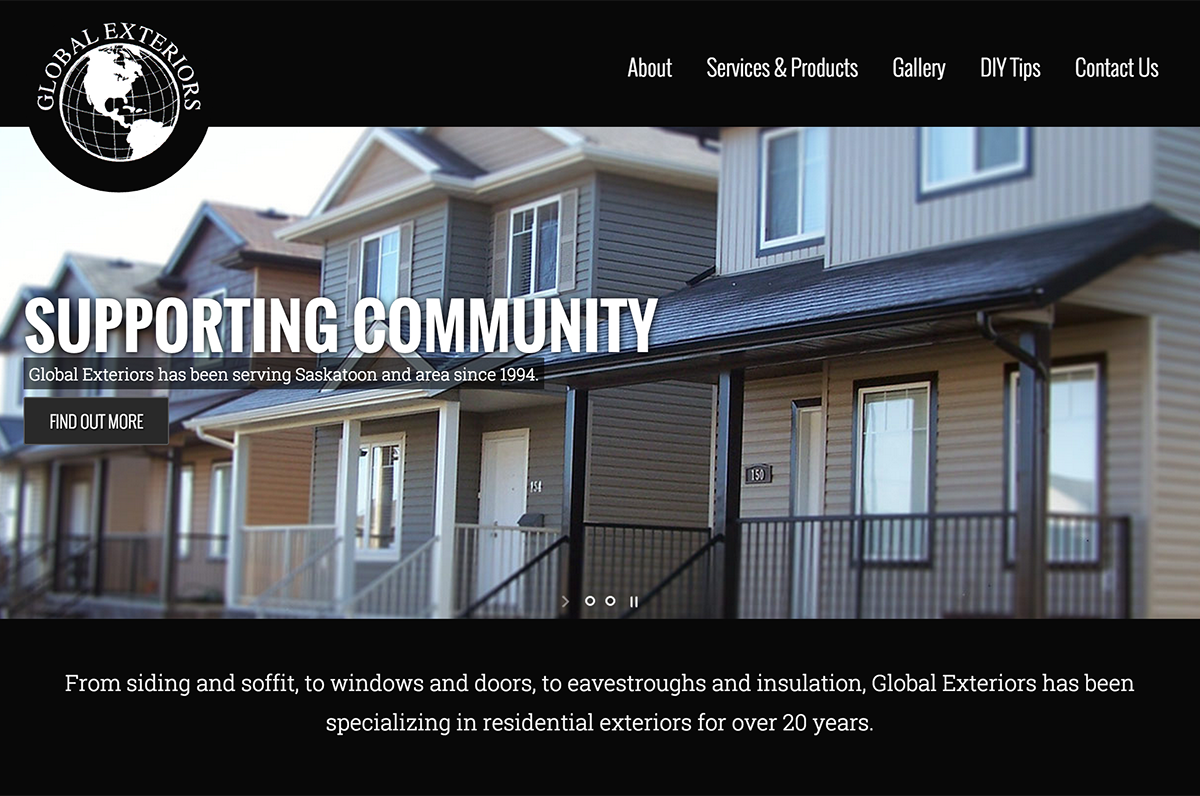 GLOBAL EXTERIORS
About
Services & Products
Gallery
DIY Tips
Contact Us
SUPPORTING COMMUNITY
Global Exteriors has been serving Saskatoon and area since 1994.
FIND OUT MORE
150
154
From siding and soffit, to windows and doors, to eavestroughs and insulation, Global Exteriors has been
specializing in residential exteriors for over 20 years.